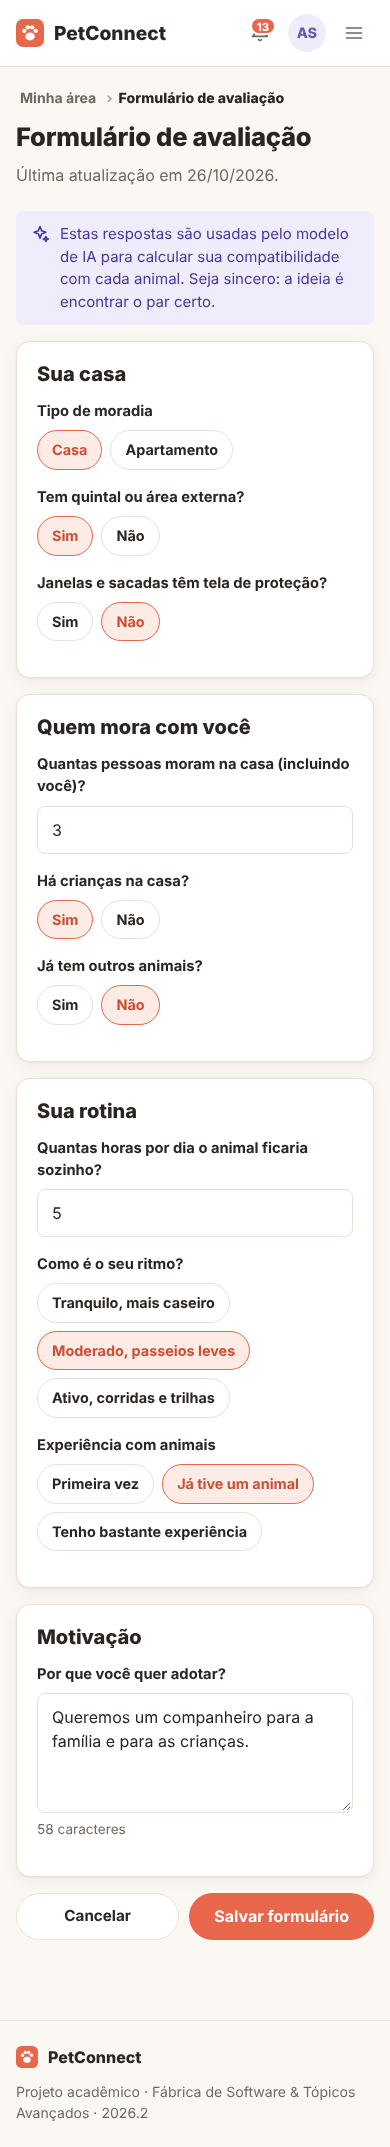 PetConnect
13
AS
Minha área › Formulário de avaliação
Formulário de avaliação
Última atualização em 26/10/2026.
Estas respostas são usadas pelo modelo
de IA para calcular sua compatibilidade
com cada animal. Seja sincero: a ideia é
encontrar o par certo.
Sua casa
Tipo de moradia
Casa Apartamento
Tem quintal ou área externa?
Sim Não
Janelas e sacadas têm tela de proteção?
Sim Não
Quem mora com você
Quantas pessoas moram na casa (incluindo
você)?
3
Há crianças na casa?
Sim Não
Já tem outros animais?
Sim Não
Sua rotina
Quantas horas por dia o animal ficaria
sozinho?
5
Como é o seu ritmo?
Tranquilo, mais caseiro
Moderado, passeios leves
Ativo, corridas e trilhas
Experiência com animais
Primeira vez Já tive um animal
Tenho bastante experiência
Motivação
Por que você quer adotar?
Queremos um companheiro para a
família e para as crianças.
58 caracteres
Cancelar Salvar formulário
PetConnect
Projeto acadêmico · Fábrica de Software & Tópicos
Avançados · 2026.2